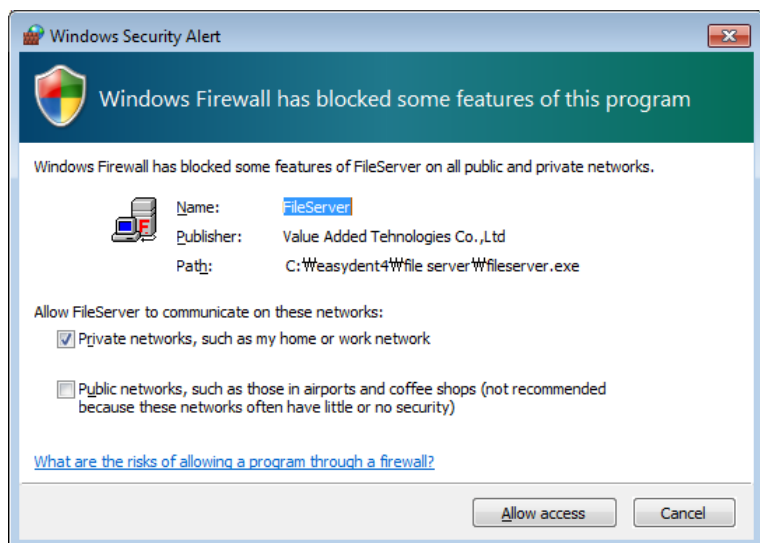 Windows Security Alert
Windows Firewall has blocked some features of this program
Windows Firewall has blocked some features of FileServer on all public and private networks.
Name: FileServer
Publisher: Value Added Tehnologies Co.,Ltd
Path: C:₩easydent4₩file server₩fileserver.exe
Allow FileServer to communicate on these networks:
Private networks, such as my home or work network
Public networks, such as those in airports and coffee shops (not recommended
because these networks often have little or no security)
What are the risks of allowing a program through a firewall?
Allow access Cancel